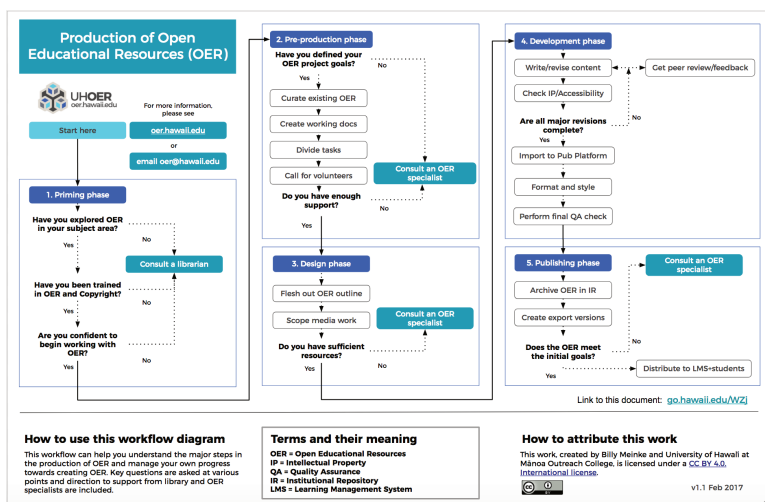 Production of Open
Educational Resources (OER)
UHOER
oer.hawaii.edu
For more information,
please see
Start here
oer.hawaii.edu
or
email oer@hawaii.edu
1. Priming phase
Have you explored OER
in your subject area?
No
Yes
Consult a librarian
Have you been trained
in OER and Copyright?
No
Yes
Are you confident to
begin working with
OER?
No
Yes
2. Pre-production phase
Have you defined your
OER project goals?
No
Yes
Curate existing OER
Create working docs
Divide tasks
Call for volunteers
Consult an OER
specialist
Do you have enough
support?
No
Yes
3. Design phase
Flesh out OER outline
Scope media work
Consult an OER
specialist
Do you have sufficient
resources?
No
Yes
4. Development phase
Write/revise content
Get peer review/feedback
Check IP/Accessibility
Are all major revisions
complete?
No
Yes
Import to Pub Platform
Format and style
Perform final QA check
5. Publishing phase
Consult an OER
specialist
Archive OER in IR
Create export versions
No
Does the OER meet
the initial goals?
Yes
Distribute to LMS+students
Link to this document: go.hawaii.edu/WZj
How to use this workflow diagram
This workflow can help you understand the major steps in
the production of OER and manage your own progress
towards creating OER. Key questions are asked at various
points and direction to support from library and OER
specialists are included.
Terms and their meaning
OER = Open Educational Resources
IP = Intellectual Property
QA = Quality Assurance
IR = Institutional Repository
LMS = Learning Management System
How to attribute this work
This work, created by Billy Meinke and University of Hawaii at
Mānoa Outreach College, is licensed under a CC BY 4.0.
International license.
cc
BY
v1.1 Feb 2017